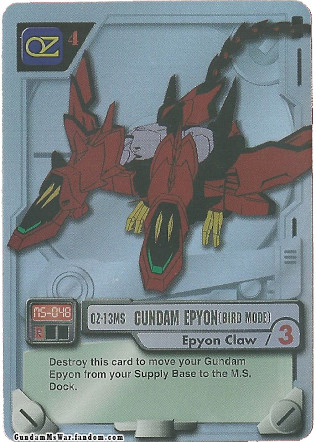 OZ 4
MS-048
R
OZ-13MS GUNDAM EPYON(BIRD MODE)
Epyon Claw / 3
Destroy this card to move your Gundam
Epyon from your Supply Base to the M.S.
Dock.
GundamMsWar.fandom.com